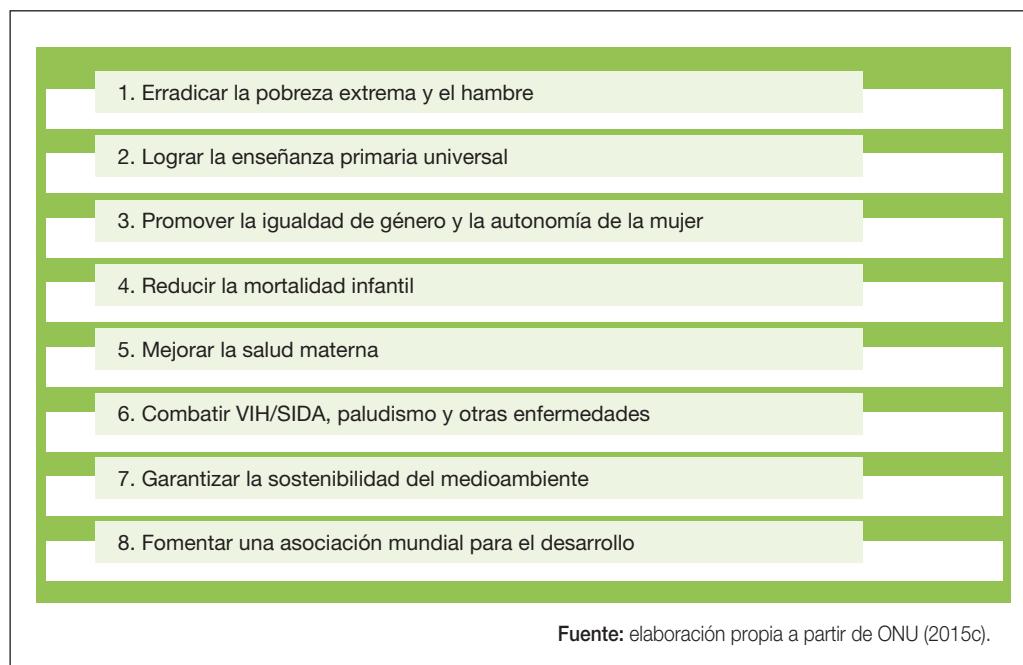 1. Erradicar la pobreza extrema y el hambre
2. Lograr la enseñanza primaria universal
3. Promover la igualdad de género y la autonomía de la mujer
4. Reducir la mortalidad infantil
5. Mejorar la salud materna
6. Combatir VIH/SIDA, paludismo y otras enfermedades
7. Garantizar la sostenibilidad del medioambiente
8. Fomentar una asociación mundial para el desarrollo
Fuente: elaboración propia a partir de ONU (2015c).